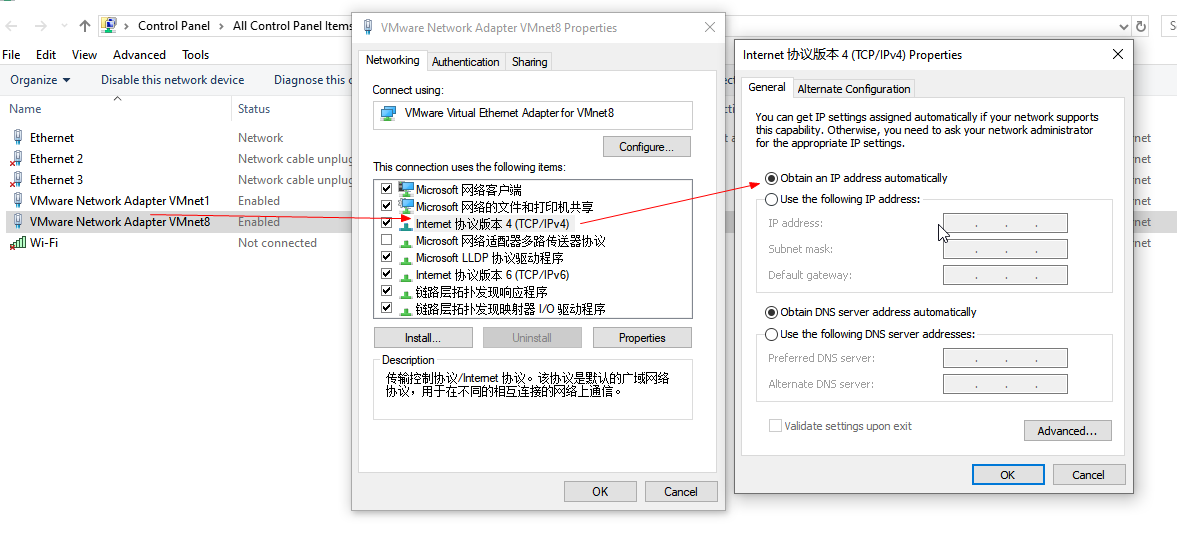 Control Panel
All Control Panel Items
File
Edit
View
Advanced
Tools
Organize
Disable this network device
Diagnose this c
Name
Status
Ethernet
Network
Ethernet 2
Network cable unplug
Ethernet 3
Network cable unplug
VMware Network Adapter VMnet1
Enabled
VMware Network Adapter VMnet8
Enabled
Wi-Fi
Not connected
VMware Network Adapter VMnet8 Properties
Networking
Authentication
Sharing
Connect using:
VMware Virtual Ethernet Adapter for VMnet8
Configure...
This connection uses the following items:
Microsoft 网络客户端
Microsoft 网络的文件和打印机共享
Internet 协议版本 4 (TCP/IPv4)
Microsoft 网络适配器多路传送器协议
Microsoft LLDP 协议驱动程序
Internet 协议版本 6 (TCP/IPv6)
链路层拓扑发现响应程序
链路层拓扑发现映射器 I/O 驱动程序
Install...
Uninstall
Properties
Description
传输控制协议/Internet 协议。该协议是默认的广域网络
协议，用于在不同的相互连接的网络上通信。
OK
Cancel
Internet 协议版本 4 (TCP/IPv4) Properties
General
Alternate Configuration
You can get IP settings assigned automatically if your network supports
this capability. Otherwise, you need to ask your network administrator
for the appropriate IP settings.
Obtain an IP address automatically
Use the following IP address:
IP address:
Subnet mask:
Default gateway:
Obtain DNS server address automatically
Use the following DNS server addresses:
Preferred DNS server:
Alternate DNS server:
Validate settings upon exit
Advanced...
OK
Cancel